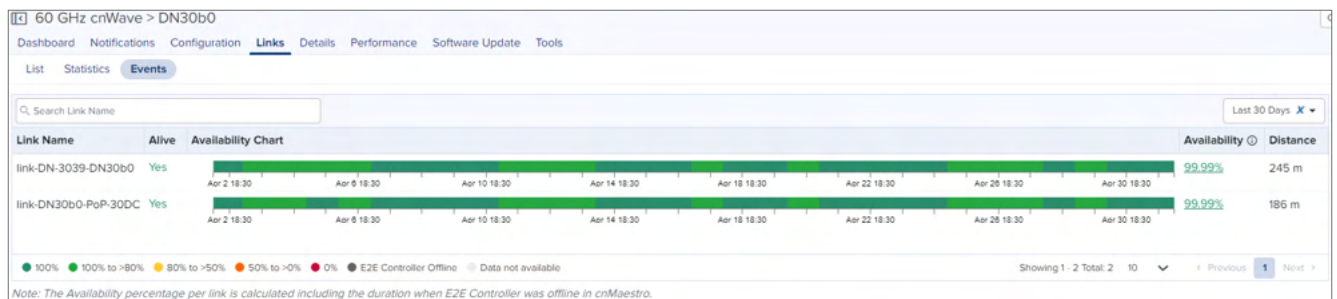 60 GHz cnWave > DN30b0
Dashboard Notifications Configuration Links Details Performance Software Update Tools
List Statistics Events
Search Link Name
Last 30 Days X
Link Name Alive Availability Chart Availability Distance
link-DN-3039-DN30b0 Yes 99.99% 245 m
Apr 2 18:30 Apr 6 18:30 Apr 10 18:30 Apr 14 18:30 Apr 18 18:30 Apr 22 18:30 Apr 26 18:30 Apr 30 18:30
link-DN30b0-PoP-30DC Yes 99.99% 186 m
Apr 2 18:30 Apr 6 18:30 Apr 10 18:30 Apr 14 18:30 Apr 18 18:30 Apr 22 18:30 Apr 26 18:30 Apr 30 18:30
100% 100% to >80% 80% to >50% 50% to >0% 0% E2E Controller Offline Data not available Showing 1 - 2 Total: 2 10 < Previous 1 Next >
Note: The Availability percentage per link is calculated including the duration when E2E Controller was offline in cnMaestro.